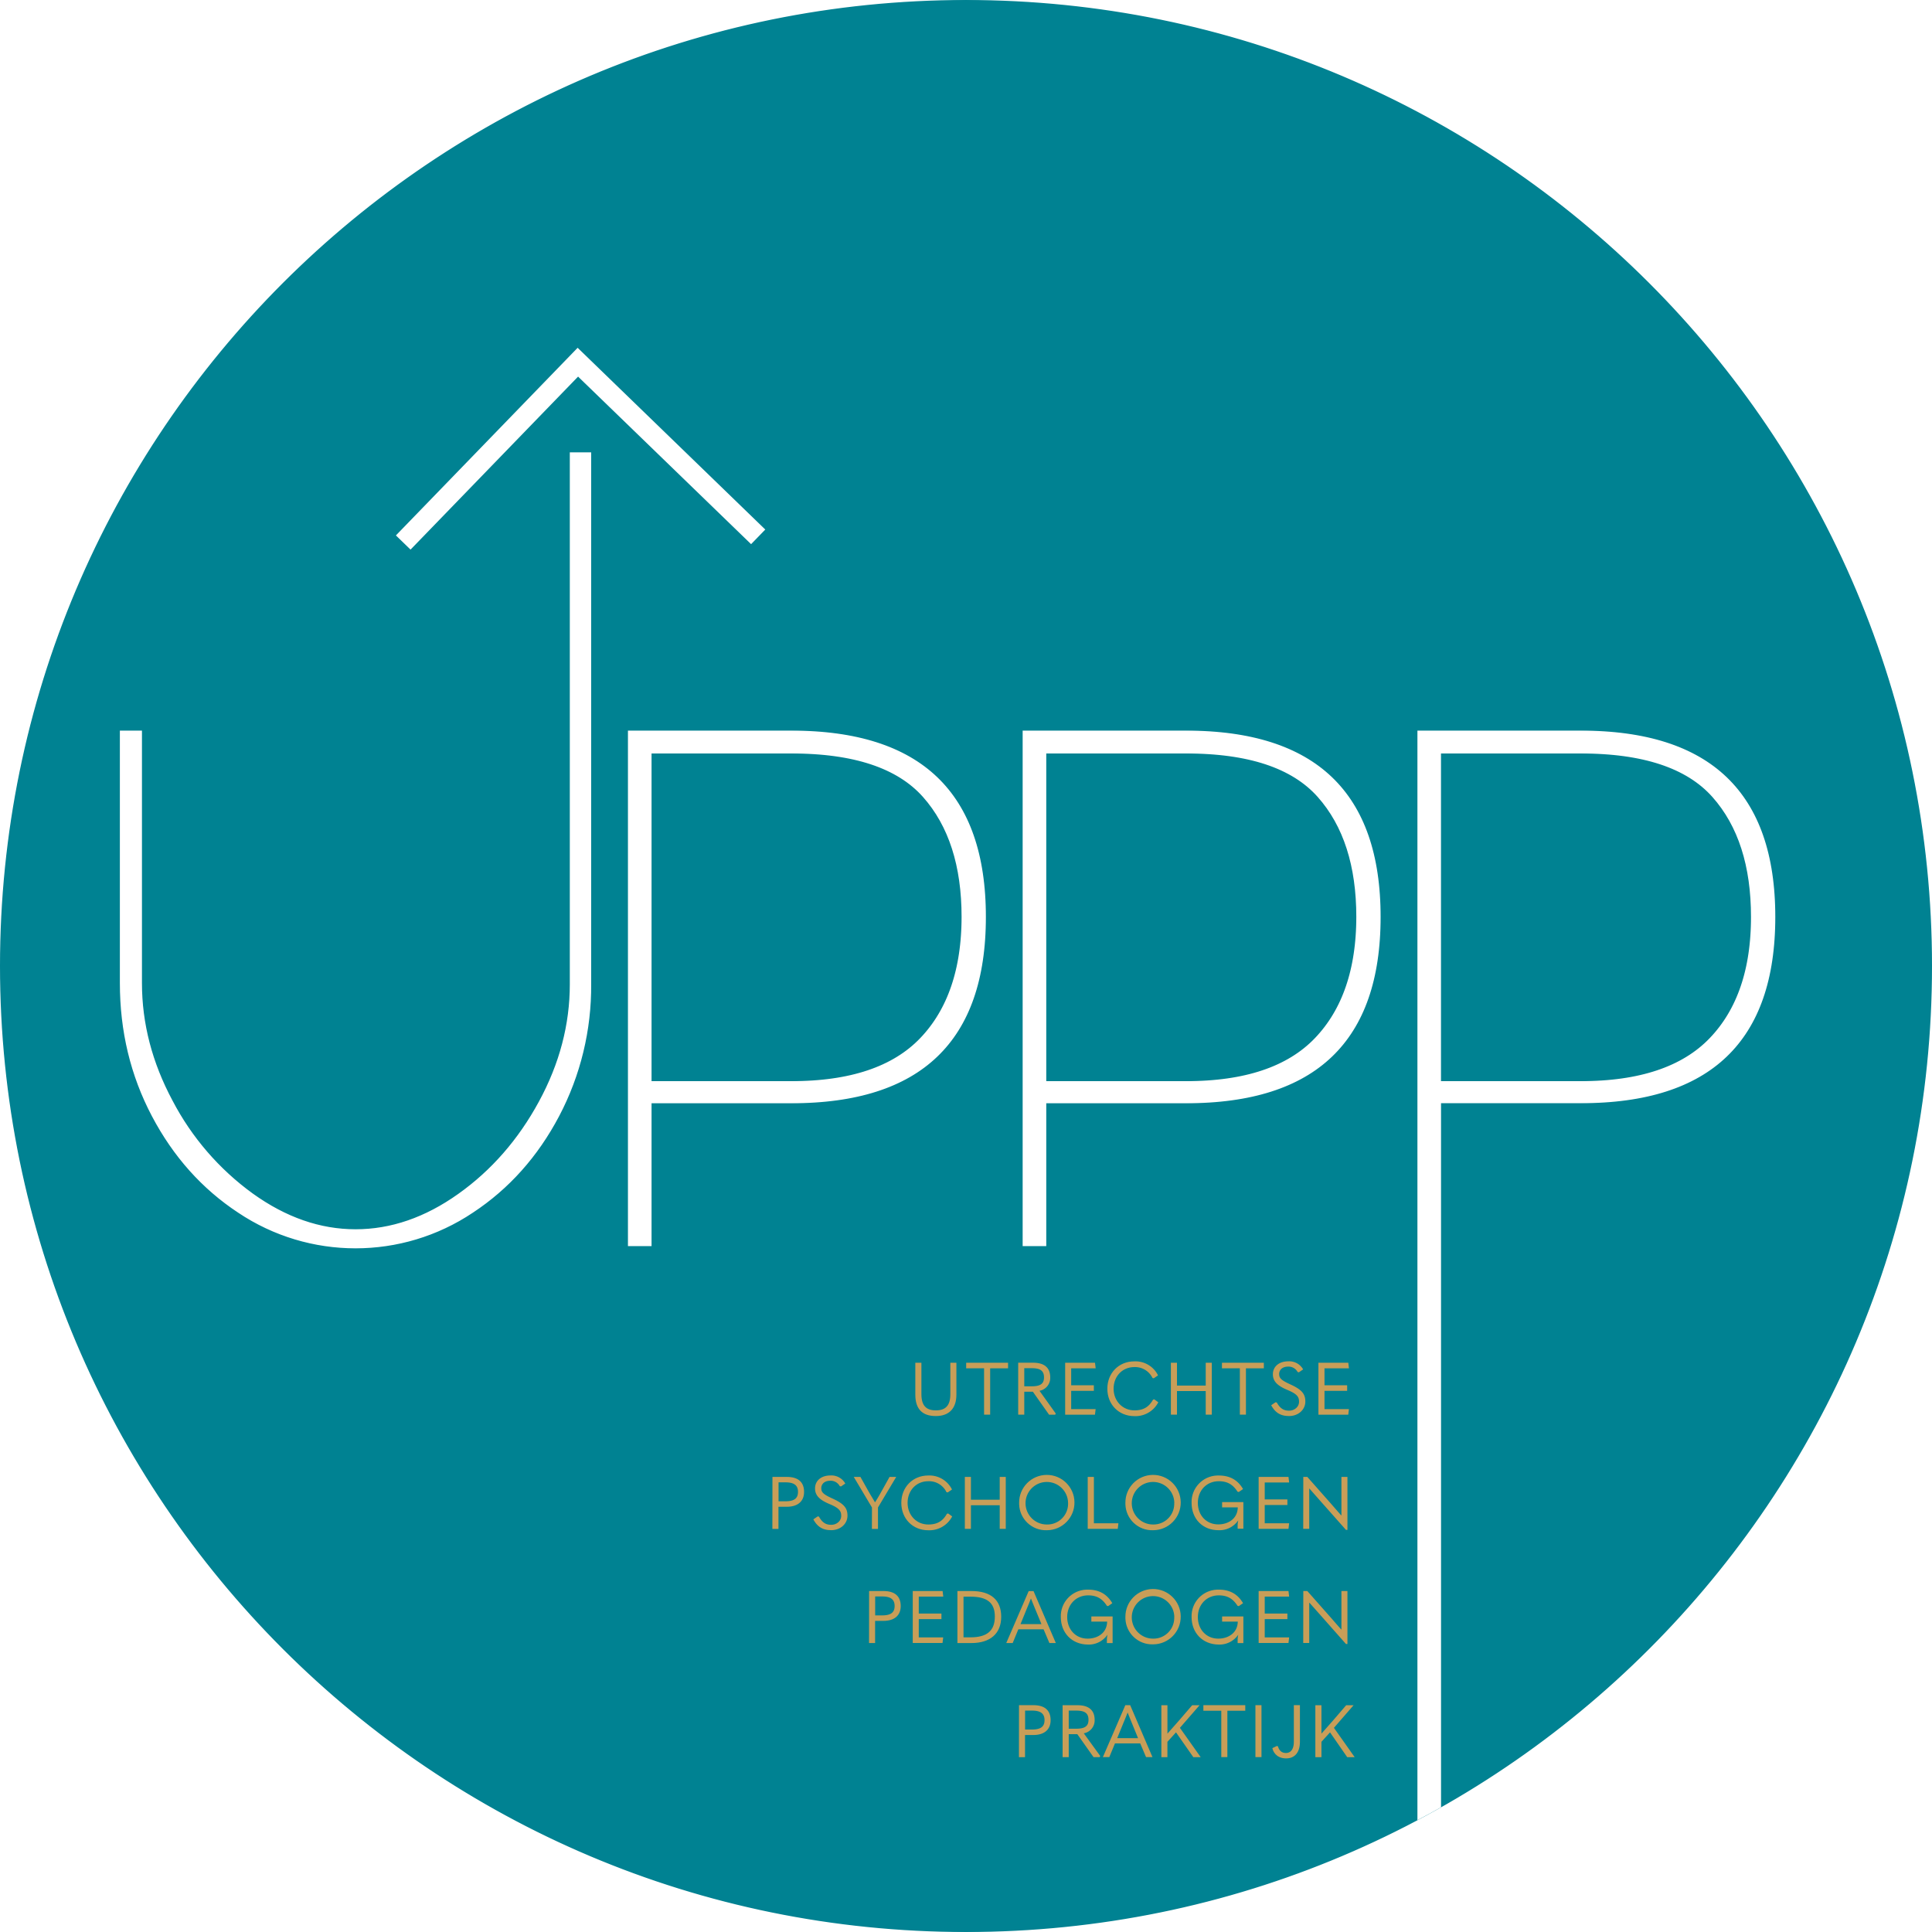 UPPP
UTRECHTSE
PSYCHOLOGEN
PEDAGOGEN
PRAKTIJK